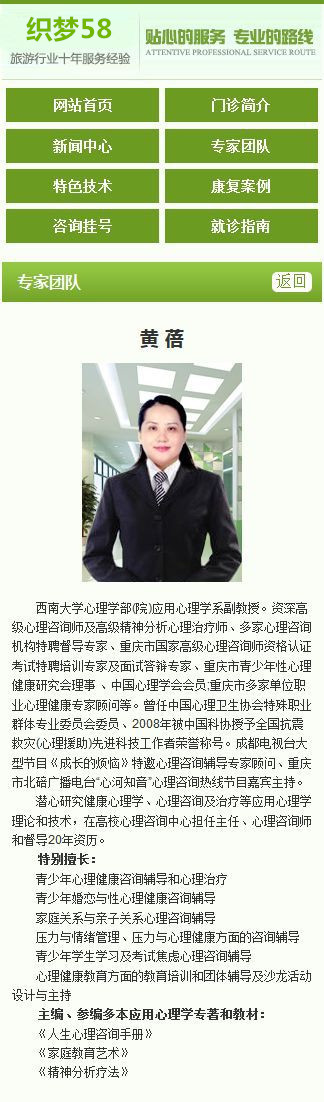 织梦58
旅游行业十年服务经验
贴心的服务 专业的路线
ATTENTIVE PROFESSIONAL SERVICE ROUTE
网站首页
门诊简介
新闻中心
专家团队
特色技术
康复案例
咨询挂号
就诊指南
专家团队
返回
黄 蓓
西南大学心理学部(院)应用心理学系副教授。资深高
级心理咨询师及高级精神分析心理治疗师、多家心理咨询
机构特聘督导专家、重庆市国家高级心理咨询师资格认证
考试特聘培训专家及面试答辩专家、重庆市青少年性心理
健康研究会理事 、中国心理学会会员;重庆市多家单位职
业心理健康专家顾问等。曾任中国心理卫生协会特殊职业
群体专业委员会委员、2008年被中国科协授予全国抗震
救灾(心理援助)先进科技工作者荣誉称号。成都电视台大
型节目《成长的烦恼》特邀心理咨询辅导专家顾问、重庆
市北碚广播电台“心河知音”心理咨询热线节目嘉宾主持。
潜心研究健康心理学、心理咨询及治疗等应用心理学
理论和技术，在高校心理咨询中心担任主任、心理咨询师
和督导20年资历。
特别擅长：
青少年心理健康咨询辅导和心理治疗
青少年婚恋与性心理健康咨询辅导
家庭关系与亲子关系心理咨询辅导
压力与情绪管理、压力与心理健康方面的咨询辅导
青少年学生学习及考试焦虑心理咨询辅导
心理健康教育方面的教育培训和团体辅导及沙龙活动
设计与主持
主编、参编多本应用心理学专著和教材：
《人生心理咨询手册》
《家庭教育艺术》
《精神分析疗法》